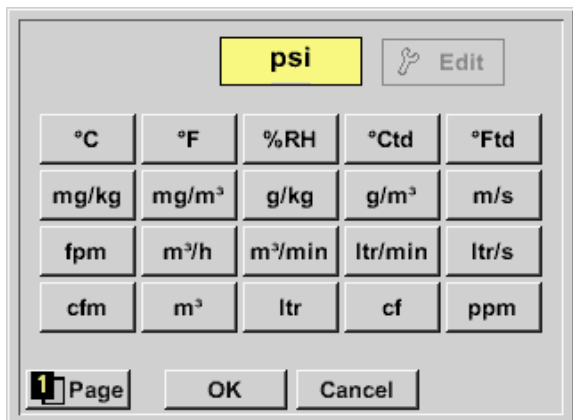 psi Edit
°C °F %RH °Ctd °Ftd
mg/kg mg/m³ g/kg g/m³ m/s
fpm m³/h m³/min ltr/min ltr/s
cfm m³ ltr cf ppm
1 Page OK Cancel